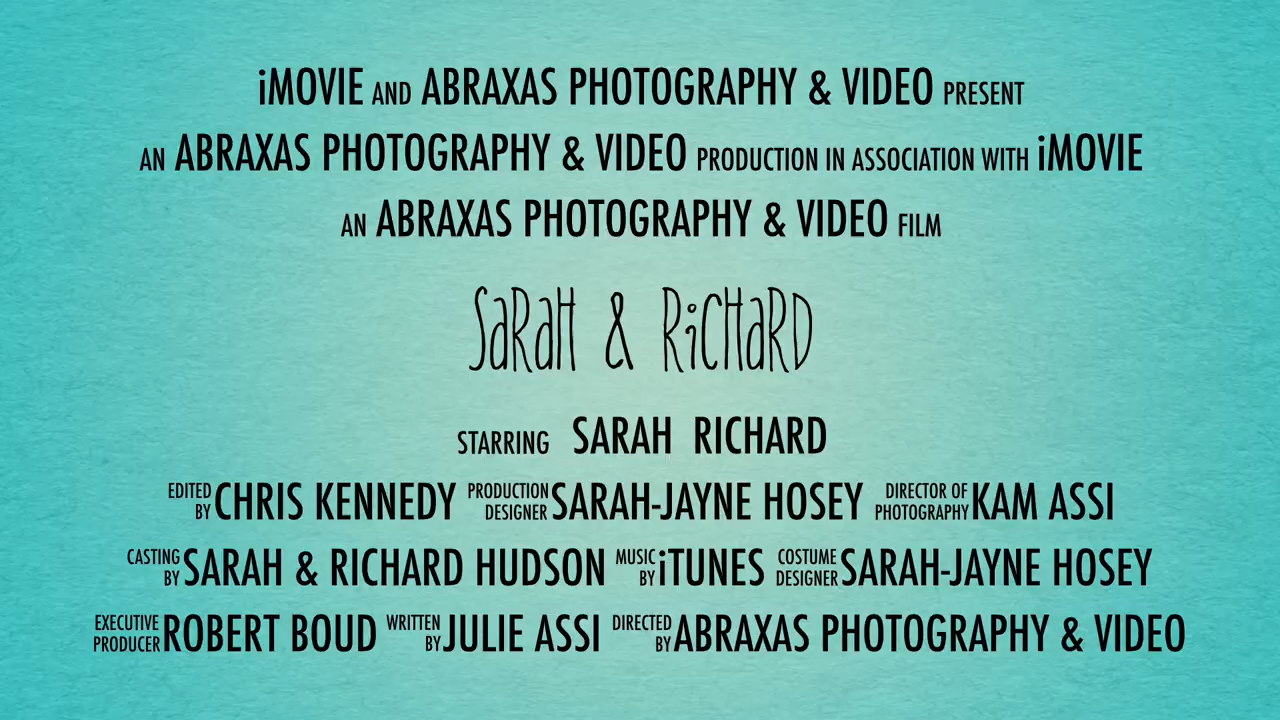 iMOVIE AND ABRAXAS PHOTOGRAPHY & VIDEO PRESENT
AN ABRAXAS PHOTOGRAPHY & VIDEO PRODUCTION IN ASSOCIATION WITH iMOVIE
AN ABRAXAS PHOTOGRAPHY & VIDEO FILM
SaRaH & RiCHaRD
STARRING SARAH RICHARD
EDITED BY CHRIS KENNEDY PRODUCTION DESIGNER SARAH-JAYNE HOSEY DIRECTOR OF PHOTOGRAPHY KAM ASSI
CASTING BY SARAH & RICHARD HUDSON MUSIC BY iTUNES COSTUME DESIGNER SARAH-JAYNE HOSEY
EXECUTIVE PRODUCER ROBERT BOUD WRITTEN BY JULIE ASSI DIRECTED BY ABRAXAS PHOTOGRAPHY & VIDEO